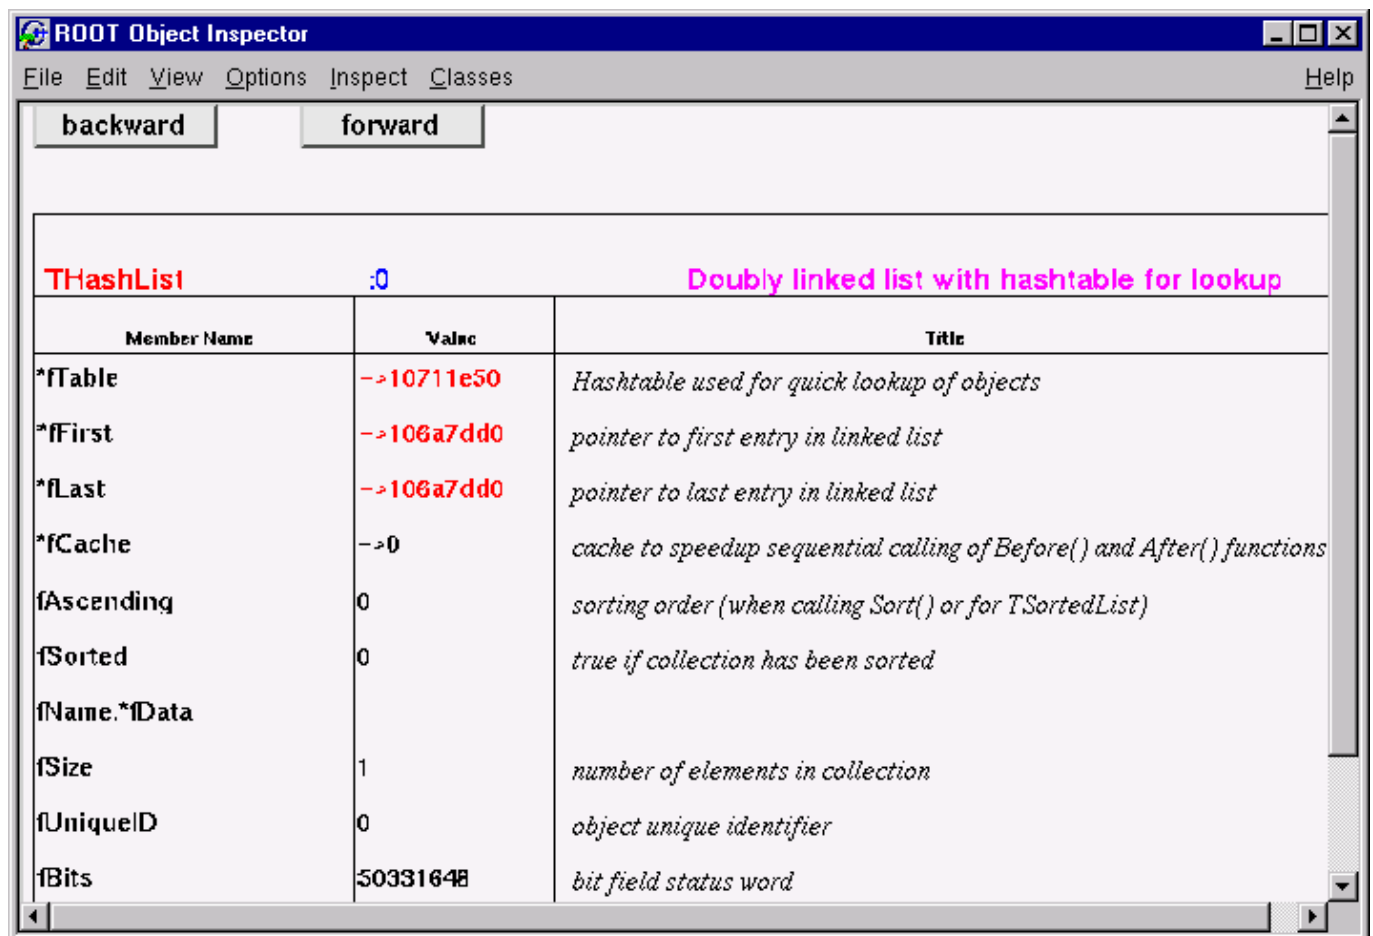 ROOT Object Inspector
File Edit View Options Inspect Classes Help
backward forward
THashList :0 Doubly linked list with hashtable for lookup
Member Name Value Title
*fTable ->10711e50 Hashtable used for quick lookup of objects
*fFirst ->106a7dd0 pointer to first entry in linked list
*fLast ->106a7dd0 pointer to last entry in linked list
*fCache ->0 cache to speedup sequential calling of Before() and After() functions
fAscending 0 sorting order (when calling Sort() or for TSortedList)
fSorted 0 true if collection has been sorted
fName.*fData
fSize 1 number of elements in collection
fUniqueID 0 object unique identifier
fBits 50331648 bit field status word